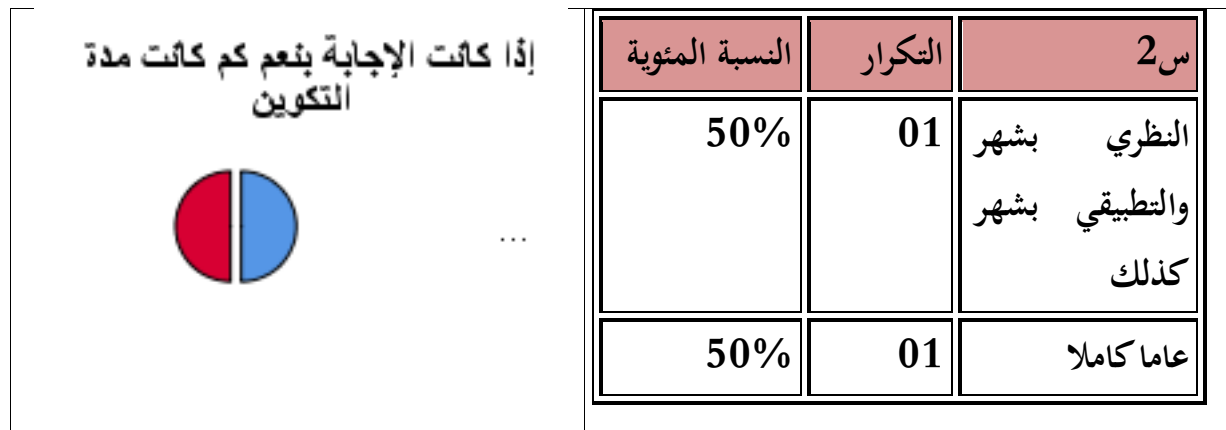 س2 التكرار النسبة المئوية
النظري بشهر 01 50%
والتطبيقي بشهر
كذلك
عاما كاملا 01 50%
إذا كانت الإجابة بنعم كم كانت مدة
التكوين
...